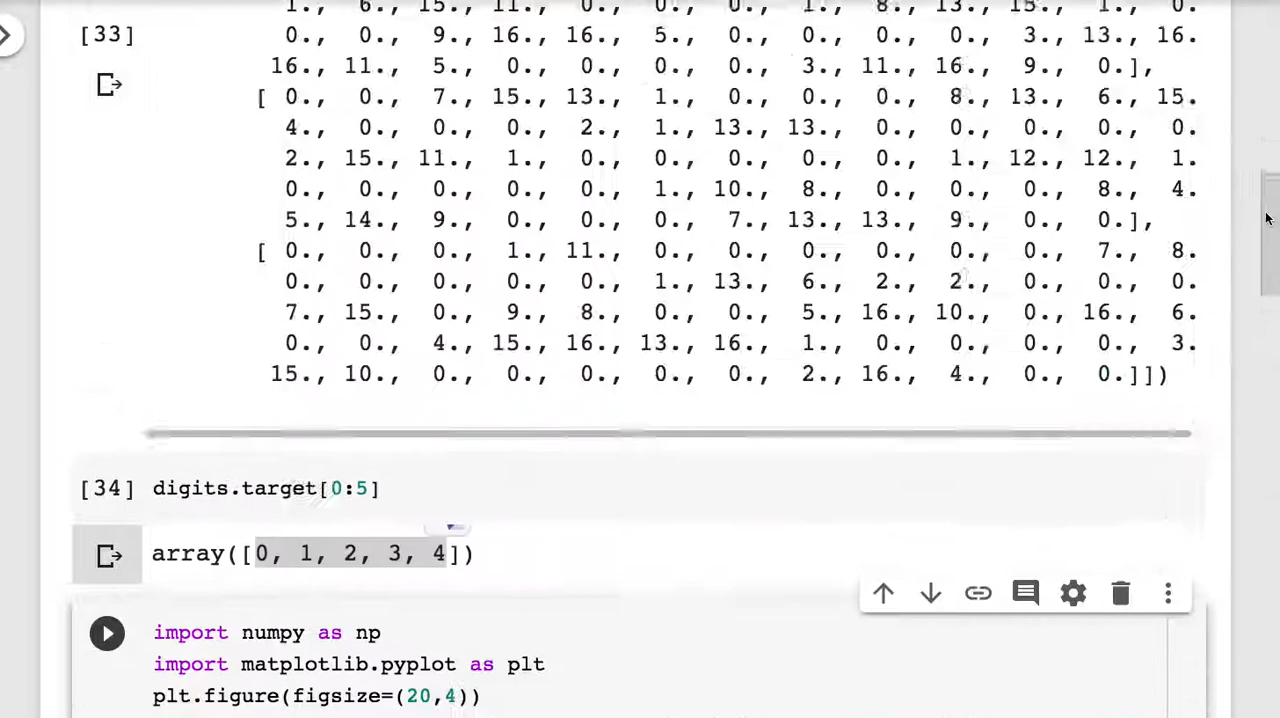 1., 6., 15., 11., 0., 0., 0., 1., 8., 13., 15., 1., 0.
[33] 0., 0., 9., 16., 16., 5., 0., 0., 0., 0., 3., 13., 16.
16., 11., 5., 0., 0., 0., 0., 3., 11., 16., 9., 0.],
[ 0., 0., 7., 15., 13., 1., 0., 0., 0., 8., 13., 6., 15.
4., 0., 0., 0., 2., 1., 13., 13., 0., 0., 0., 0., 0.
2., 15., 11., 1., 0., 0., 0., 0., 0., 1., 12., 12., 1.
0., 0., 0., 0., 0., 1., 10., 8., 0., 0., 0., 8., 4.
5., 14., 9., 0., 0., 0., 7., 13., 13., 9., 0., 0.],
[ 0., 0., 0., 1., 11., 0., 0., 0., 0., 0., 0., 7., 8.
0., 0., 0., 0., 0., 1., 13., 6., 2., 2., 0., 0., 0.
7., 15., 0., 9., 8., 0., 0., 5., 16., 10., 0., 16., 6.
0., 0., 4., 15., 16., 13., 16., 1., 0., 0., 0., 0., 3.
15., 10., 0., 0., 0., 0., 0., 2., 16., 4., 0., 0.]])
[34] digits.target[0:5]
array([0, 1, 2, 3, 4])
import numpy as np
import matplotlib.pyplot as plt
plt.figure(figsize=(20,4))